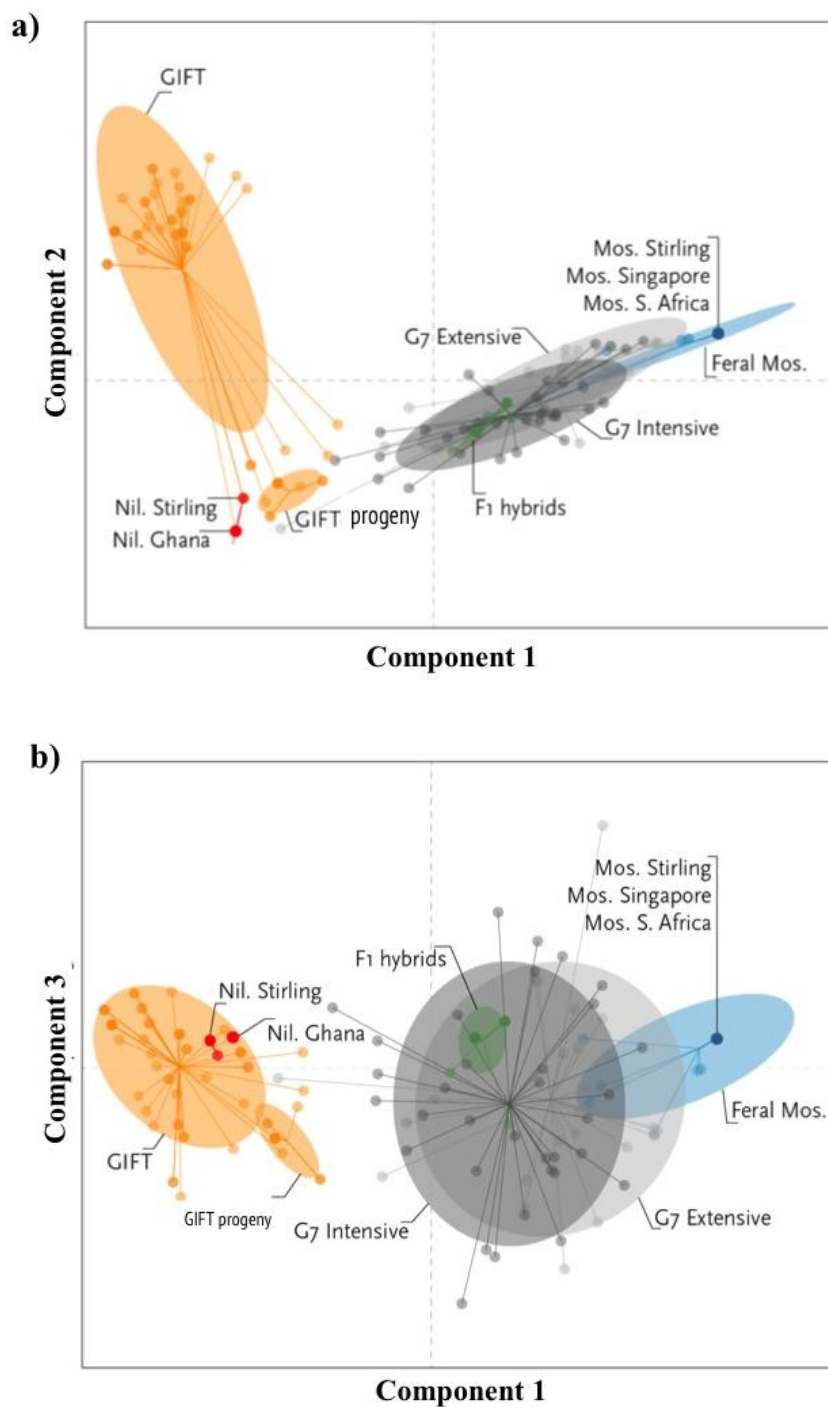 a)
GIFT
Component 2
Mos. Stirling
Mos. Singapore
Mos. S. Africa
G7 Extensive
Feral Mos.
G7 Intensive
Nil. Stirling
F1 hybrids
GIFT progeny
Nil. Ghana
Component 1
b)
Component 3
Mos. Stirling
Mos. Singapore
Mos. S. Africa
F1 hybrids
Nil. Stirling
Nil. Ghana
Feral Mos.
GIFT
GIFT progeny
G7 Intensive
G7 Extensive
Component 1